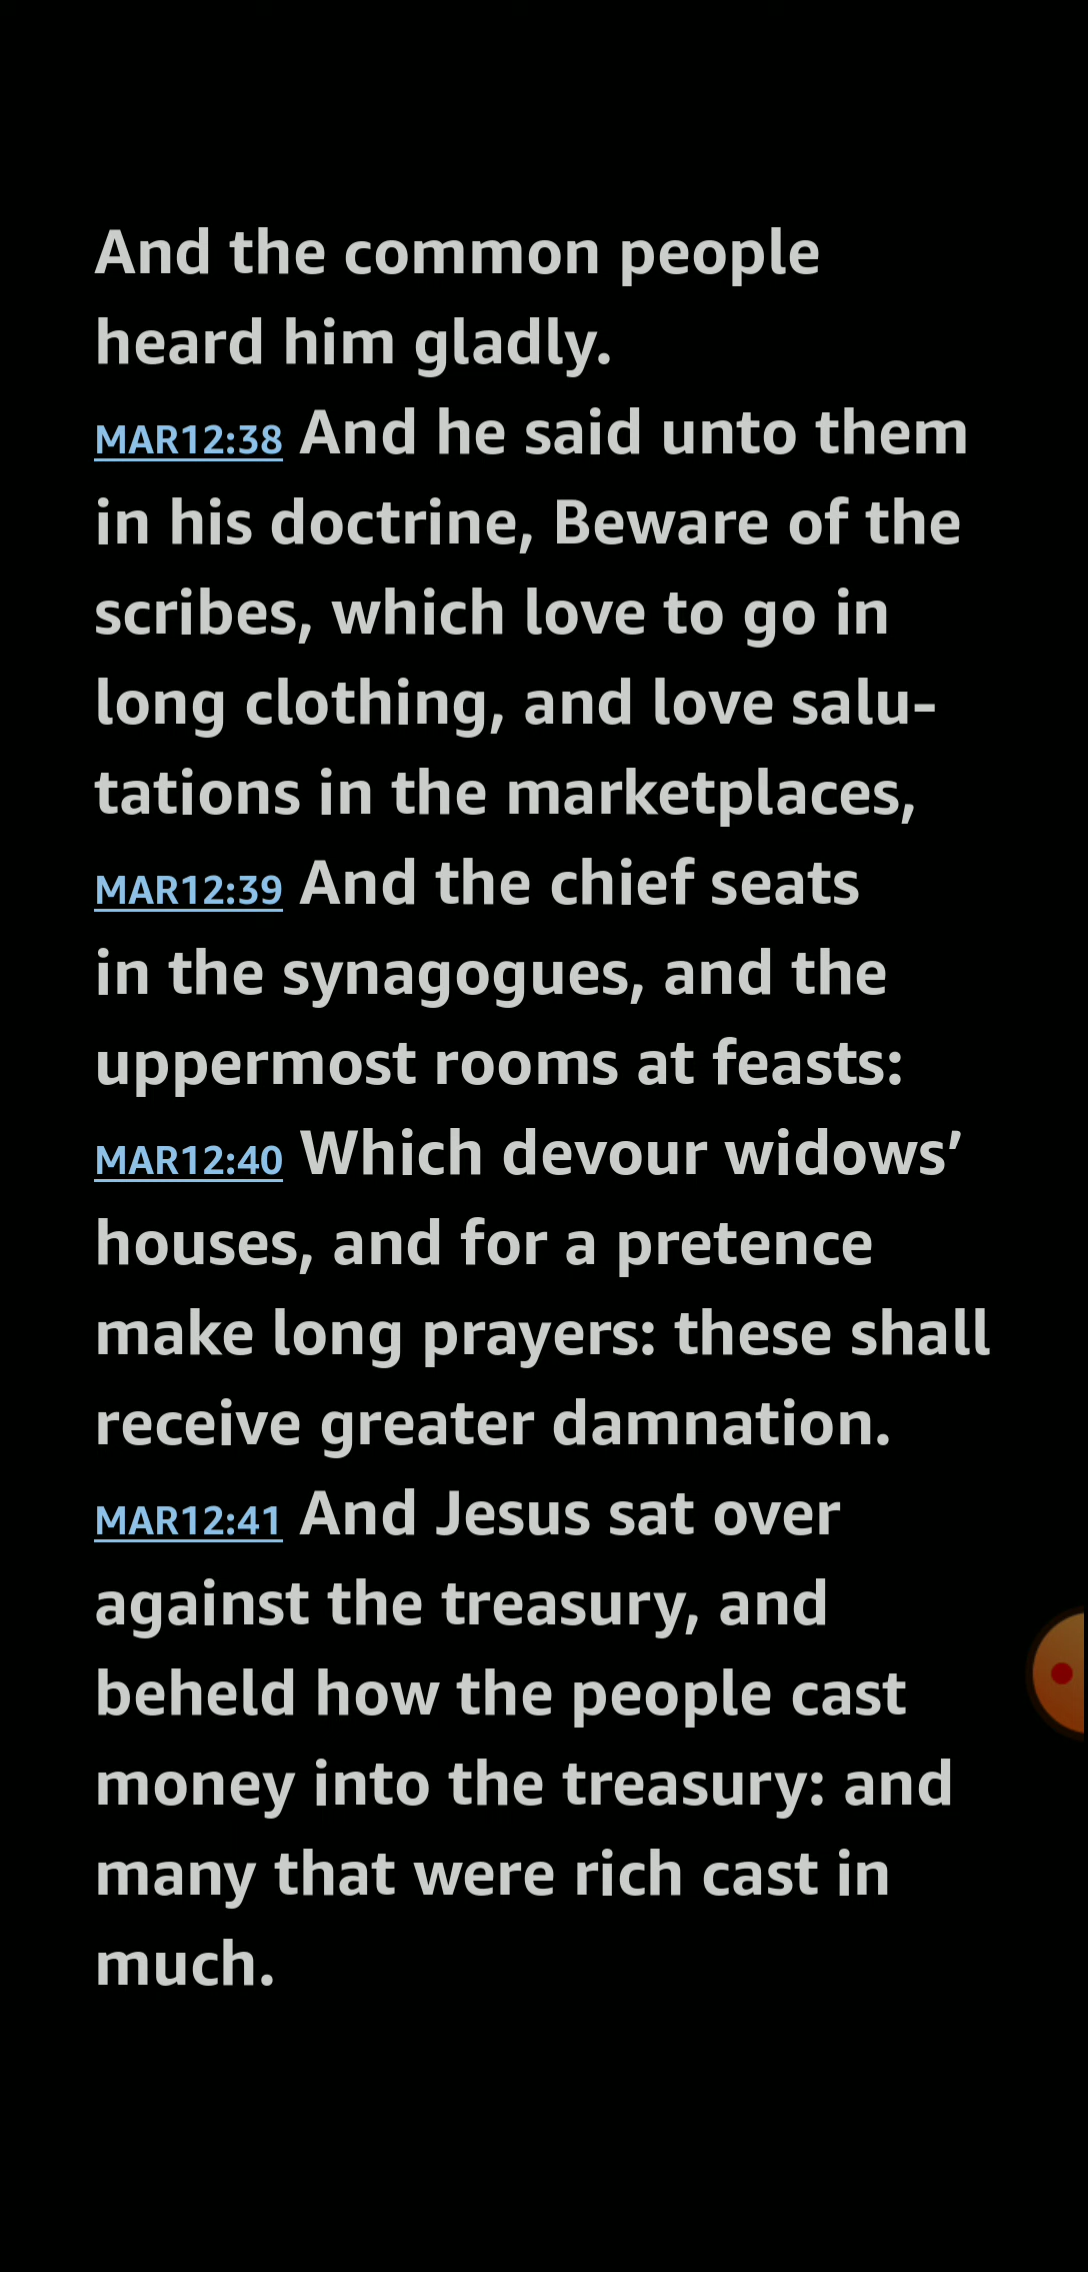 And the common people
heard him gladly.
MAR12:38 And he said unto them
in his doctrine, Beware of the
scribes, which love to go in
long clothing, and love salu-
tations in the marketplaces,
MAR12:39 And the chief seats
in the synagogues, and the
uppermost rooms at feasts:
MAR12:40 Which devour widows’
houses, and for a pretence
make long prayers: these shall
receive greater damnation.
MAR12:41 And Jesus sat over
against the treasury, and
beheld how the people cast
money into the treasury: and
many that were rich cast in
much.